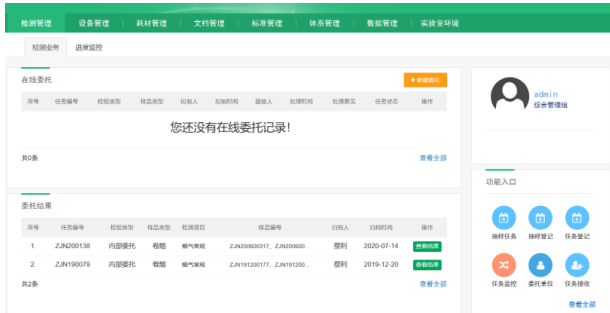 检测管理 设备管理 耗材管理 文档管理 标准管理 体系管理 数据管理 实验室环境
检测业务 进度监控
在线委托 +新建委托
序号 任务编号 检验类型 样品类型 拟稿人 拟稿时间 接收人 处理时间 处理意见 任务状态 操作
您还没有在线委托记录！
共0条 查看全部
委托结果
序号 任务编号 检验类型 样品类型 检测项目 样品编号 归档人 归档时间 操作
1. ZJN200138 内部委托 卷烟 烟气常规 ZJN200600317, ZJN200600... 蔡利 2020-07-14 查看结果
2. ZJN190079 内部委托 卷烟 烟气常规 ZJN191200177, ZJN191200... 蔡利 2019-12-20 查看结果
共2条 查看全部
admin
综合管理组
功能入口
抽样任务 抽样登记 任务登记
任务监控 委托单位 任务接收
查看全部